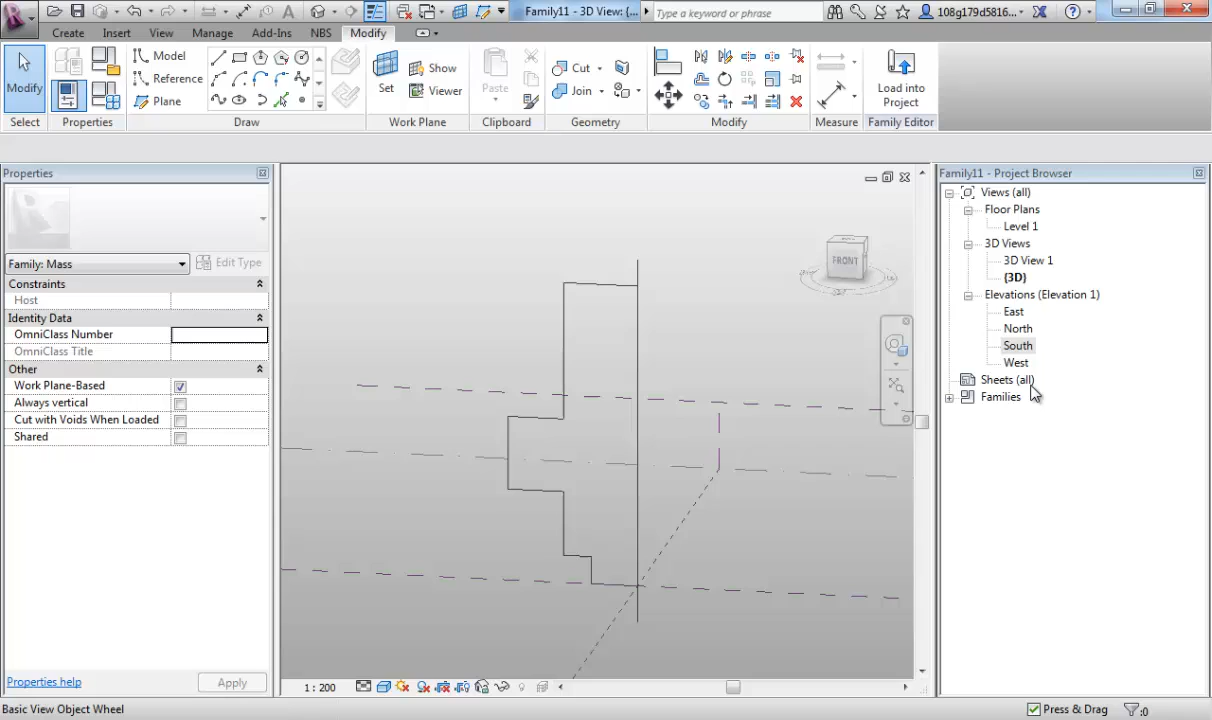 Family11 - 3D View: {...
Type a keyword or phrase
108g179d5816...
Create Insert View Manage Add-Ins NBS Modify
Modify
Model
Reference
Plane
Set
Show
Viewer
Paste
Cut
Join
Load into
Project
Select Properties Draw Work Plane Clipboard Geometry Modify Measure Family Editor
Properties
Family: Mass
Edit Type
Constraints
Host
Identity Data
OmniClass Number
OmniClass Title
Other
Work Plane-Based
Always vertical
Cut with Voids When Loaded
Shared
Properties help
Apply
FRONT
1 : 200
Family11 - Project Browser
Views (all)
Floor Plans
Level 1
3D Views
3D View 1
{3D}
Elevations (Elevation 1)
East
North
South
West
Sheets (all)
Families
Basic View Object Wheel
Press & Drag
:0